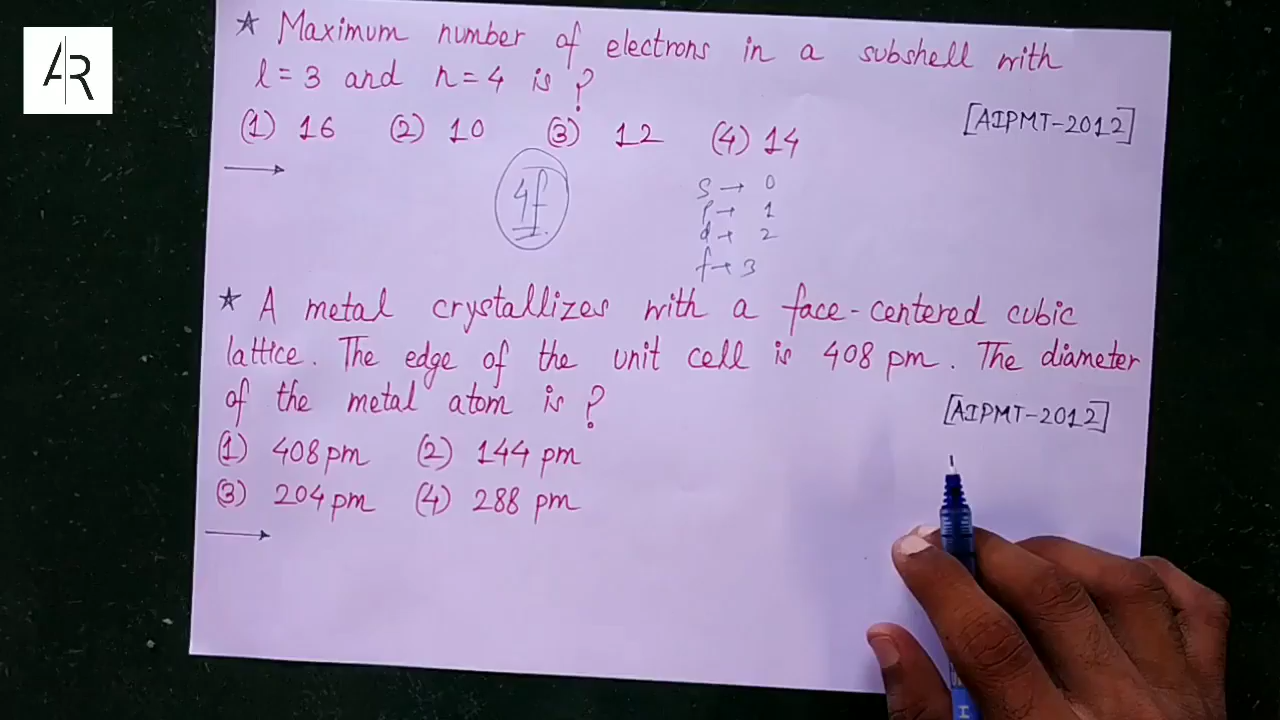 AR
★ Maximum number of electrons in a subshell with
l = 3 and n = 4 is ?
(1) 16 (2) 10 (3) 12 (4) 14
[AIPMT-2012]
4f
s → 0
p → 1
d → 2
f → 3
★ A metal crystallizes with a face-centered cubic
lattice. The edge of the unit cell is 408 pm. The diameter
of the metal atom is ?
[AIPMT-2012]
(1) 408 pm (2) 144 pm
(3) 204 pm (4) 288 pm
H